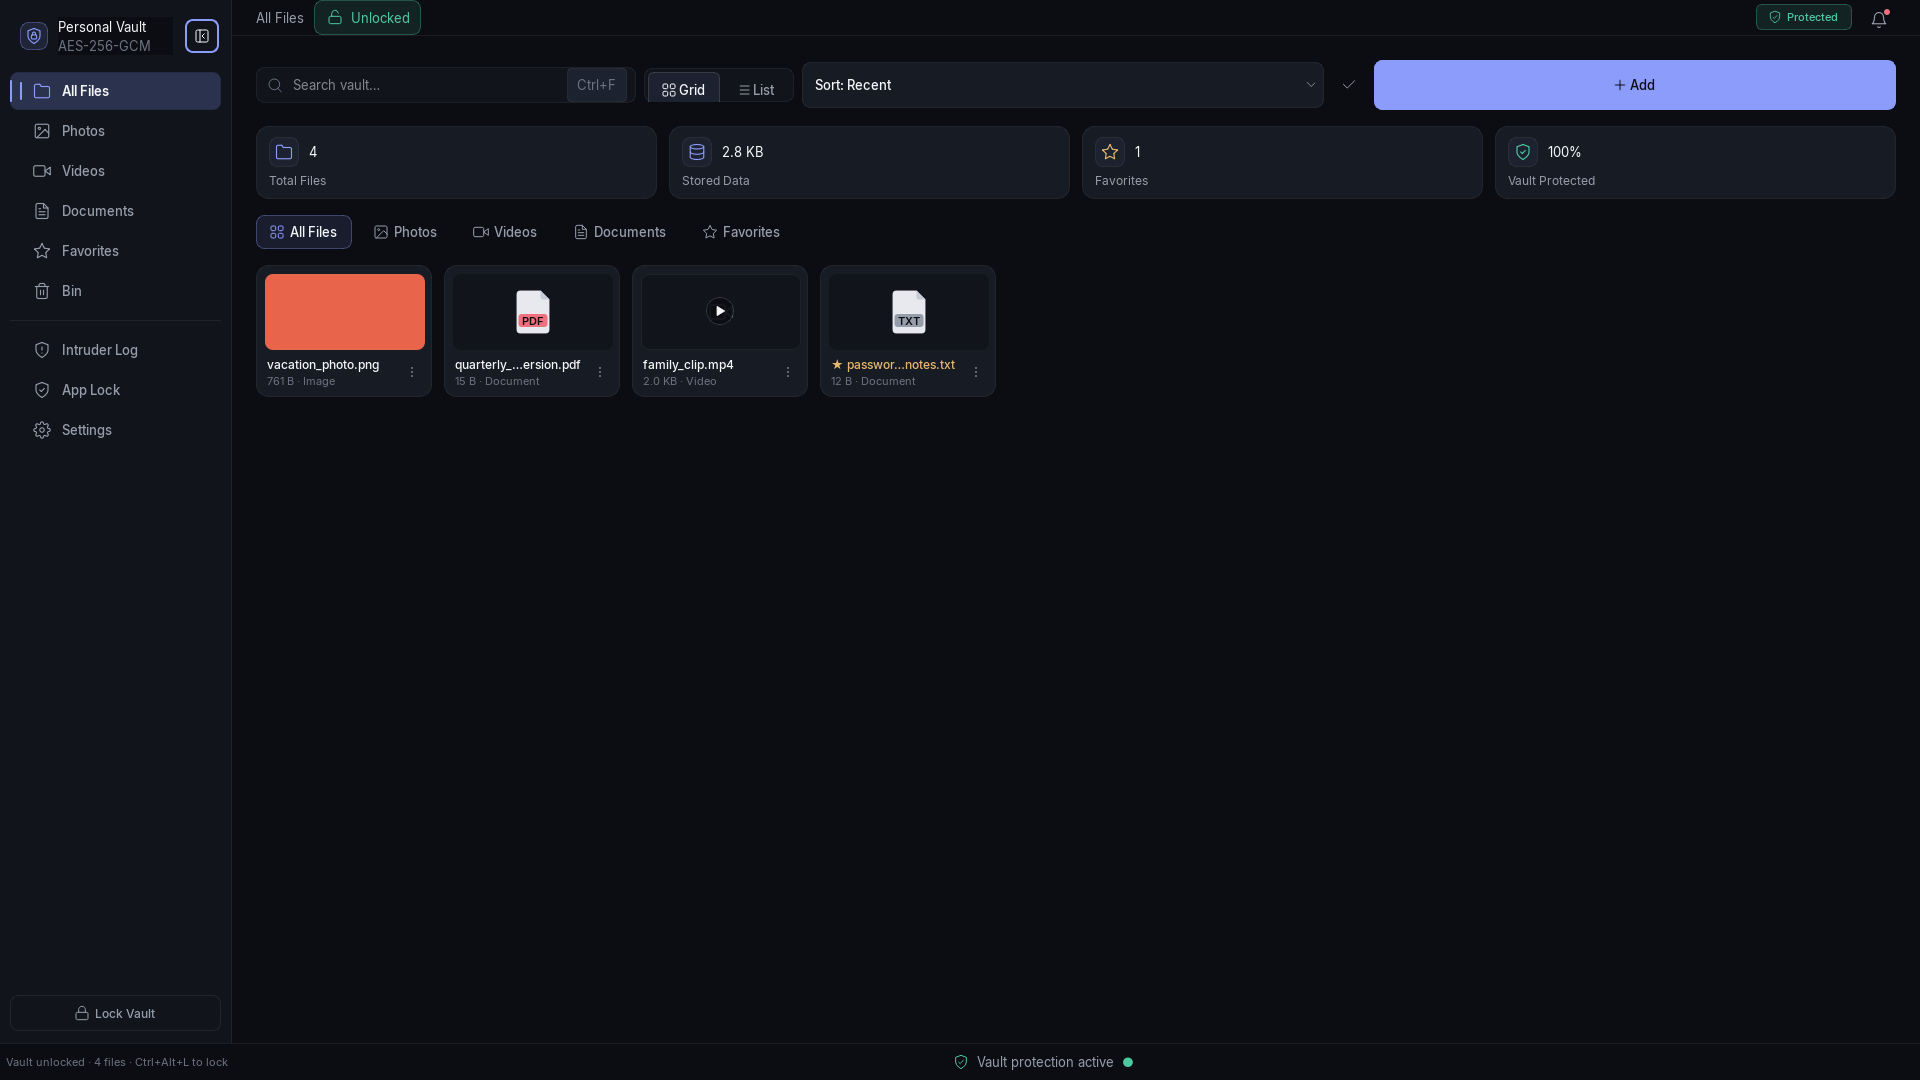 Personal Vault
AES-256-GCM
All Files
Photos
Videos
Documents
Favorites
Bin
Intruder Log
App Lock
Settings
Lock Vault
All Files
Unlocked
Protected
Search vault...
Ctrl+F
Grid
List
Sort: Recent
Add
4
Total Files
2.8 KB
Stored Data
1
Favorites
100%
Vault Protected
All Files
Photos
Videos
Documents
Favorites
vacation_photo.png
761 B · Image
PDF
quarterly_...ersion.pdf
15 B · Document
family_clip.mp4
2.0 KB · Video
TXT
★ passwor...notes.txt
12 B · Document
Vault unlocked · 4 files · Ctrl+Alt+L to lock
Vault protection active